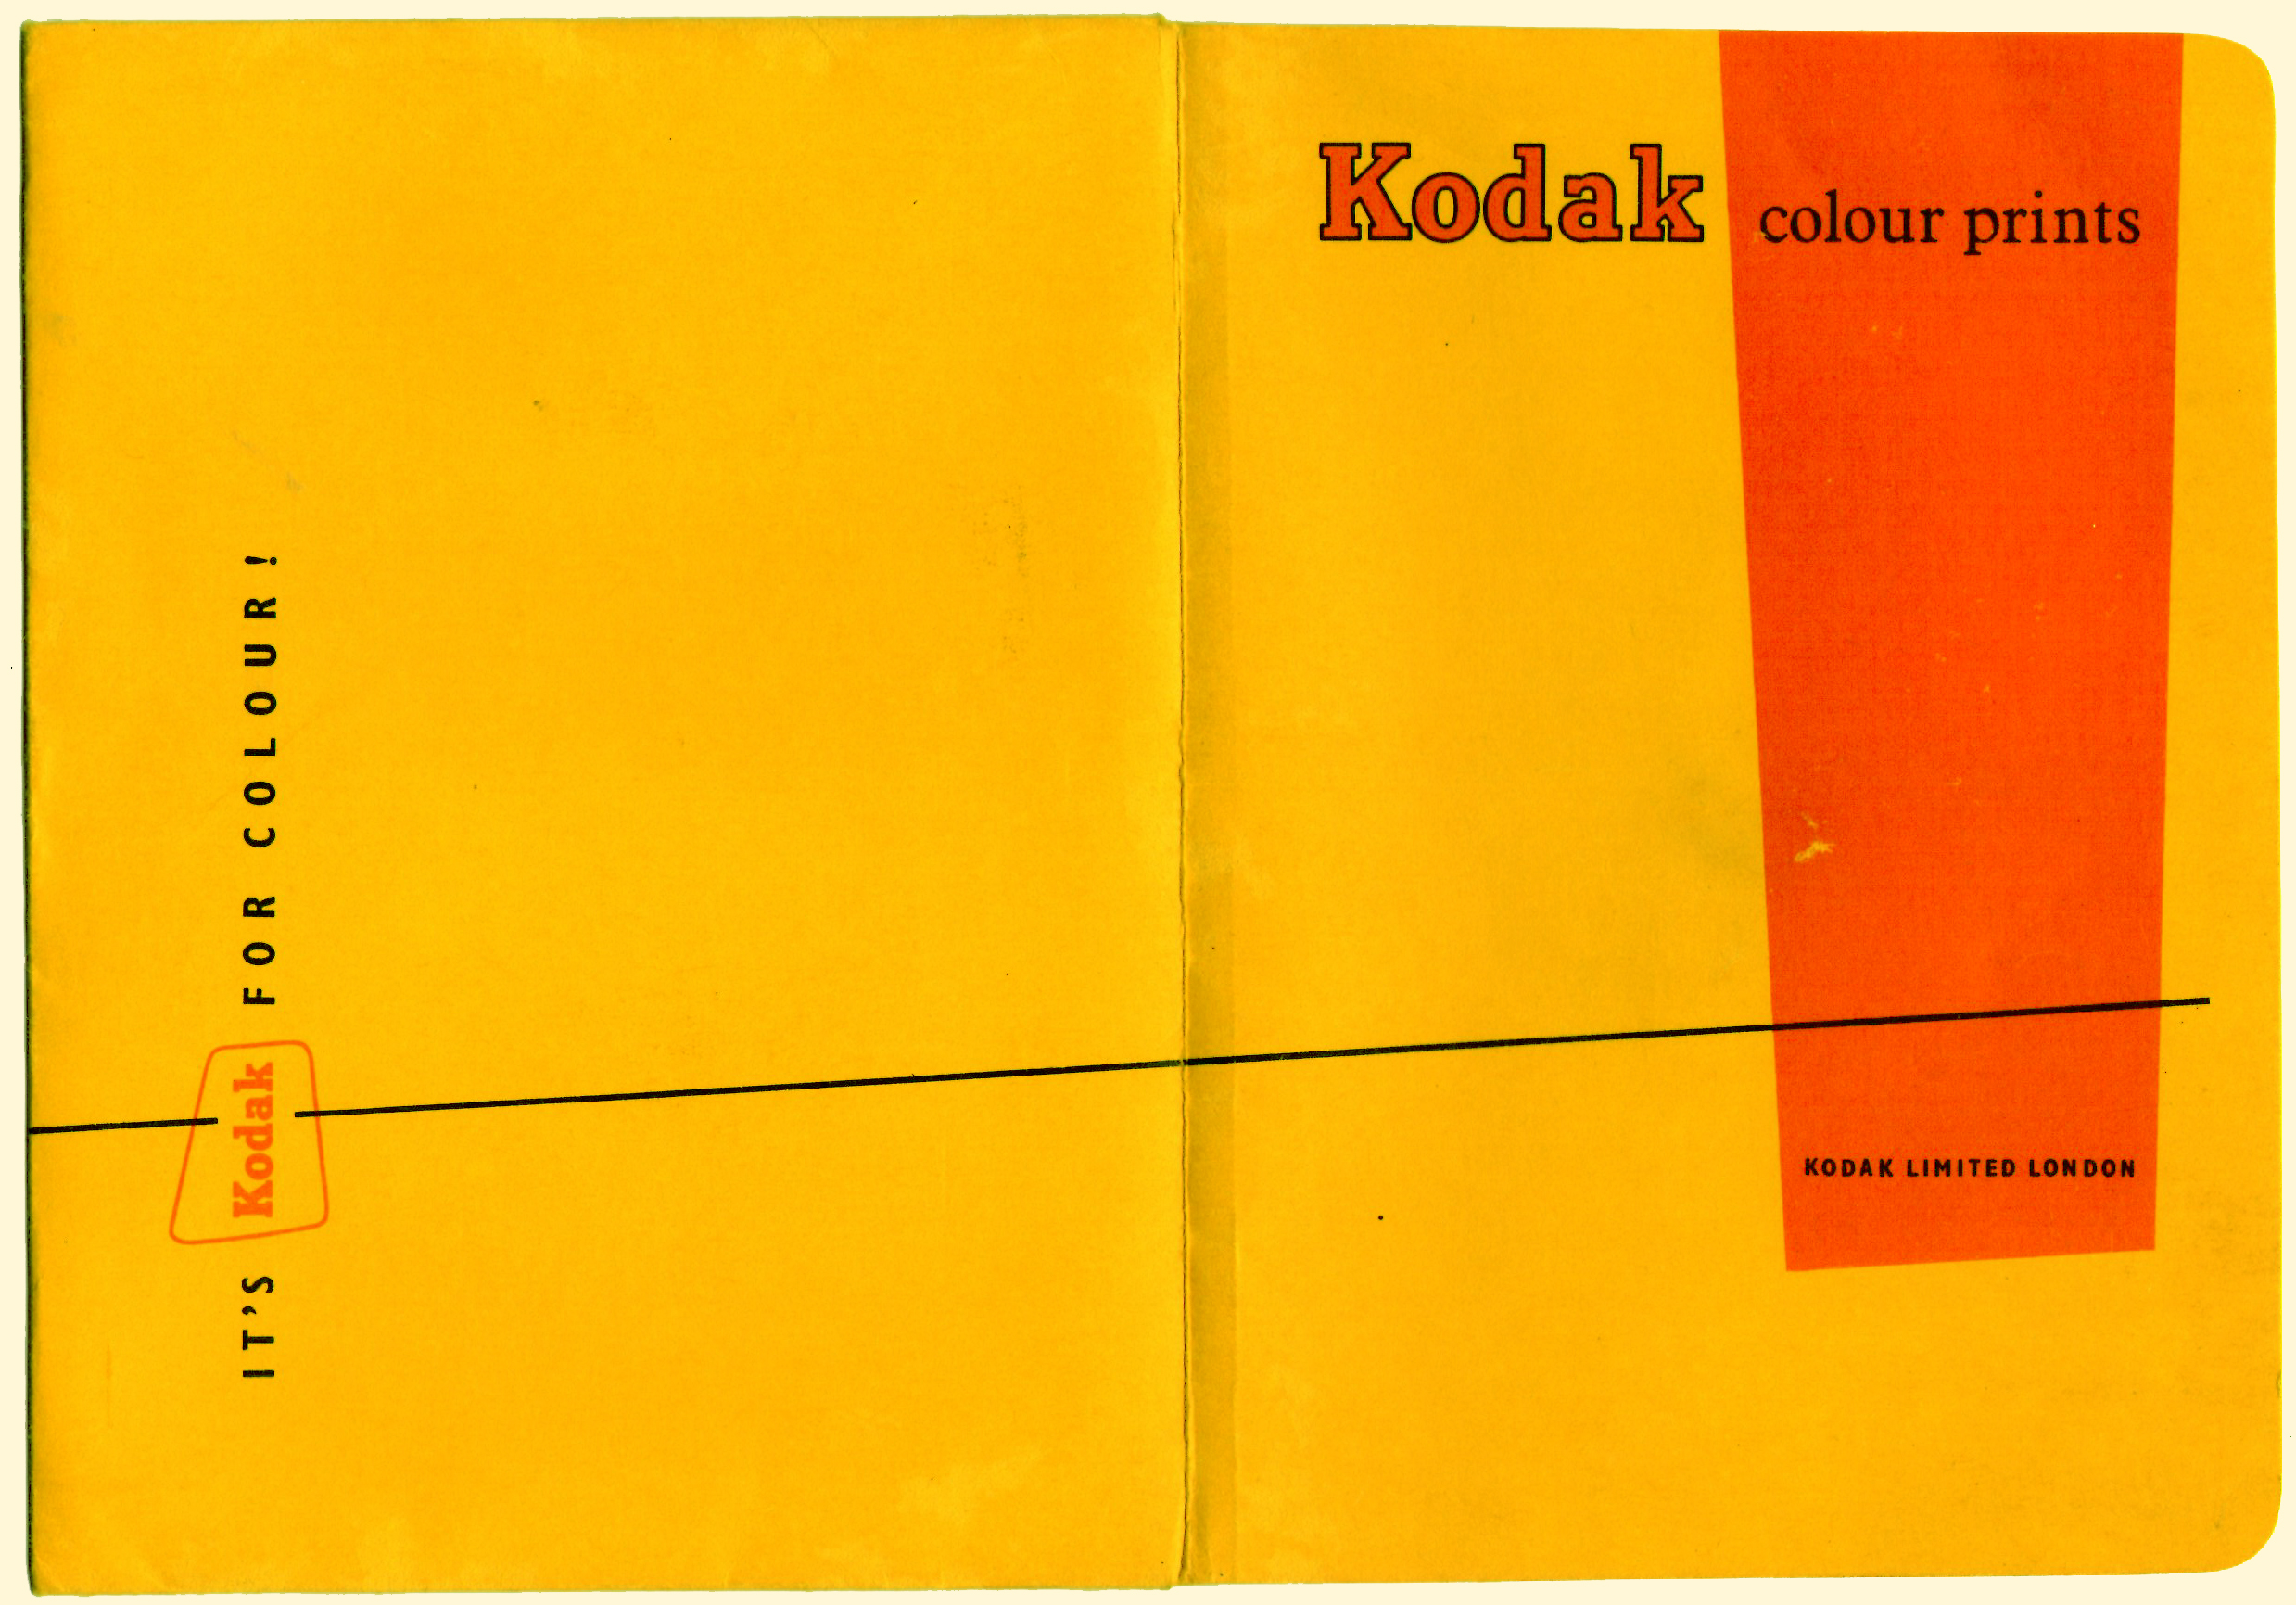 IT'S Kodak FOR COLOUR!
Kodak colour prints
KODAK LIMITED LONDON